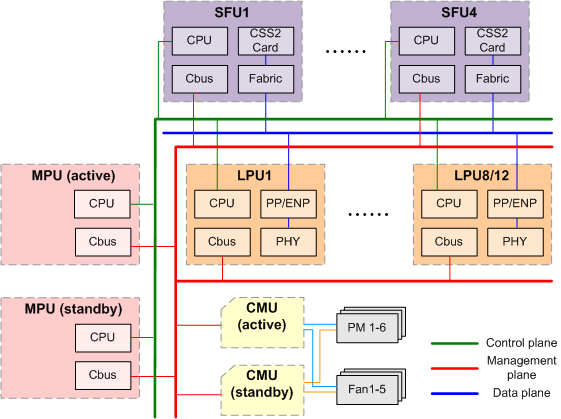 SFU1
CPU
CSS2
Card
Cbus
Fabric
......
SFU4
CPU
CSS2
Card
Cbus
Fabric
MPU (active)
CPU
Cbus
LPU1
CPU
PP/ENP
Cbus
PHY
......
LPU8/12
CPU
PP/ENP
Cbus
PHY
MPU (standby)
CPU
Cbus
CMU
(active)
CMU
(standby)
PM 1-6
Fan1-5
Control plane
Management
plane
Data plane